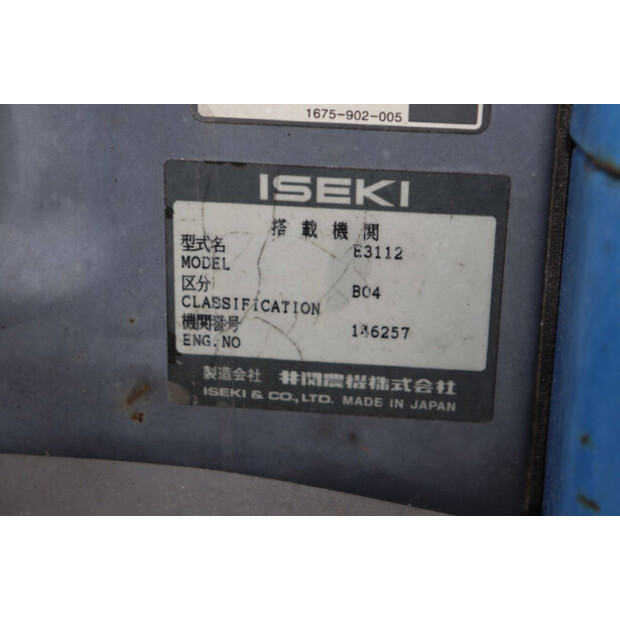 1675-902-005
ISEKI
搭載機関
型式名 E3112
MODEL
区分 B04
CLASSIFICATION
機関番号 146257
ENG.NO
製造会社 井関農機株式会社
ISEKI & CO.,LTD. MADE IN JAPAN